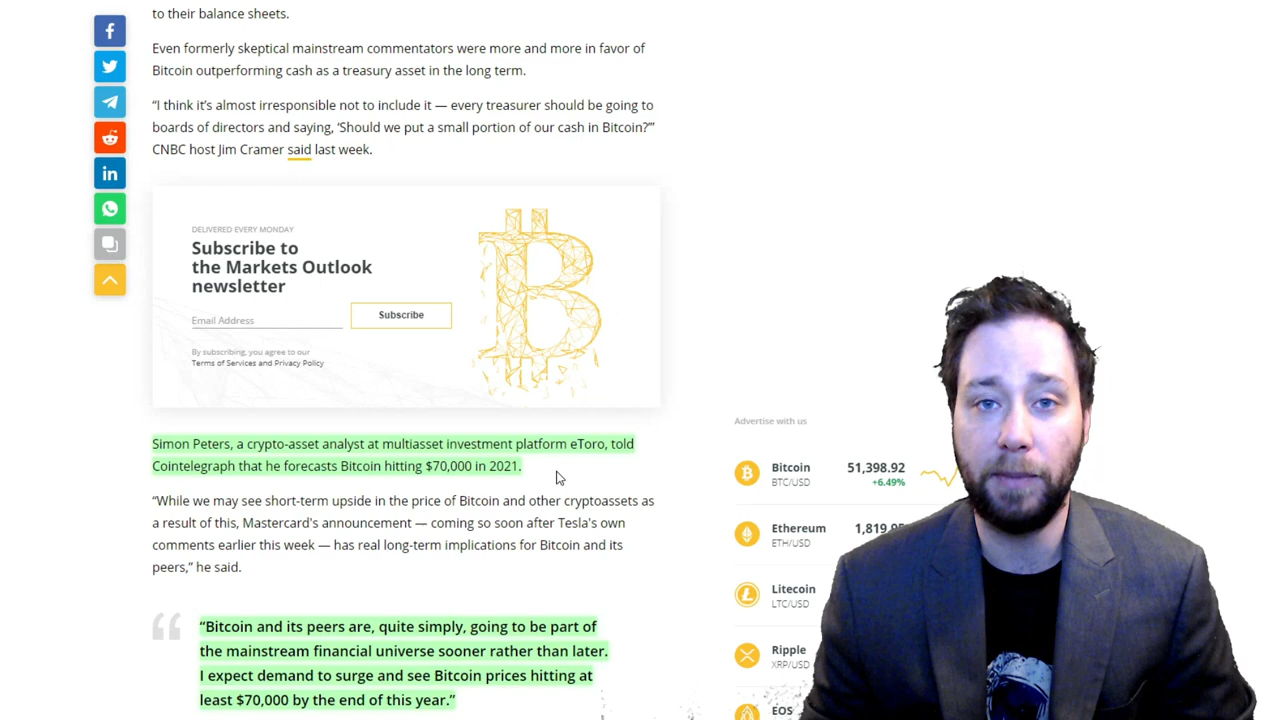 to their balance sheets.
Even formerly skeptical mainstream commentators were more and more in favor of
Bitcoin outperforming cash as a treasury asset in the long term.
“I think it’s almost irresponsible not to include it — every treasurer should be going to
boards of directors and saying, ‘Should we put a small portion of our cash in Bitcoin?’”
CNBC host Jim Cramer said last week.
DELIVERED EVERY MONDAY
Subscribe to
the Markets Outlook
newsletter
Email Address
Subscribe
By subscribing, you agree to our
Terms of Services and Privacy Policy
Simon Peters, a crypto-asset analyst at multiasset investment platform eToro, told
Cointelegraph that he forecasts Bitcoin hitting $70,000 in 2021.
“While we may see short-term upside in the price of Bitcoin and other cryptoassets as
a result of this, Mastercard's announcement — coming so soon after Tesla's own
comments earlier this week — has real long-term implications for Bitcoin and its
peers,” he said.
“Bitcoin and its peers are, quite simply, going to be part of
the mainstream financial universe sooner rather than later.
I expect demand to surge and see Bitcoin prices hitting at
least $70,000 by the end of this year.”
Advertise with us
Bitcoin 51,398.92
BTC/USD +6.49%
Ethereum
ETH/USD
Litecoin
LTC/USD
Ripple
XRP/USD
EOS